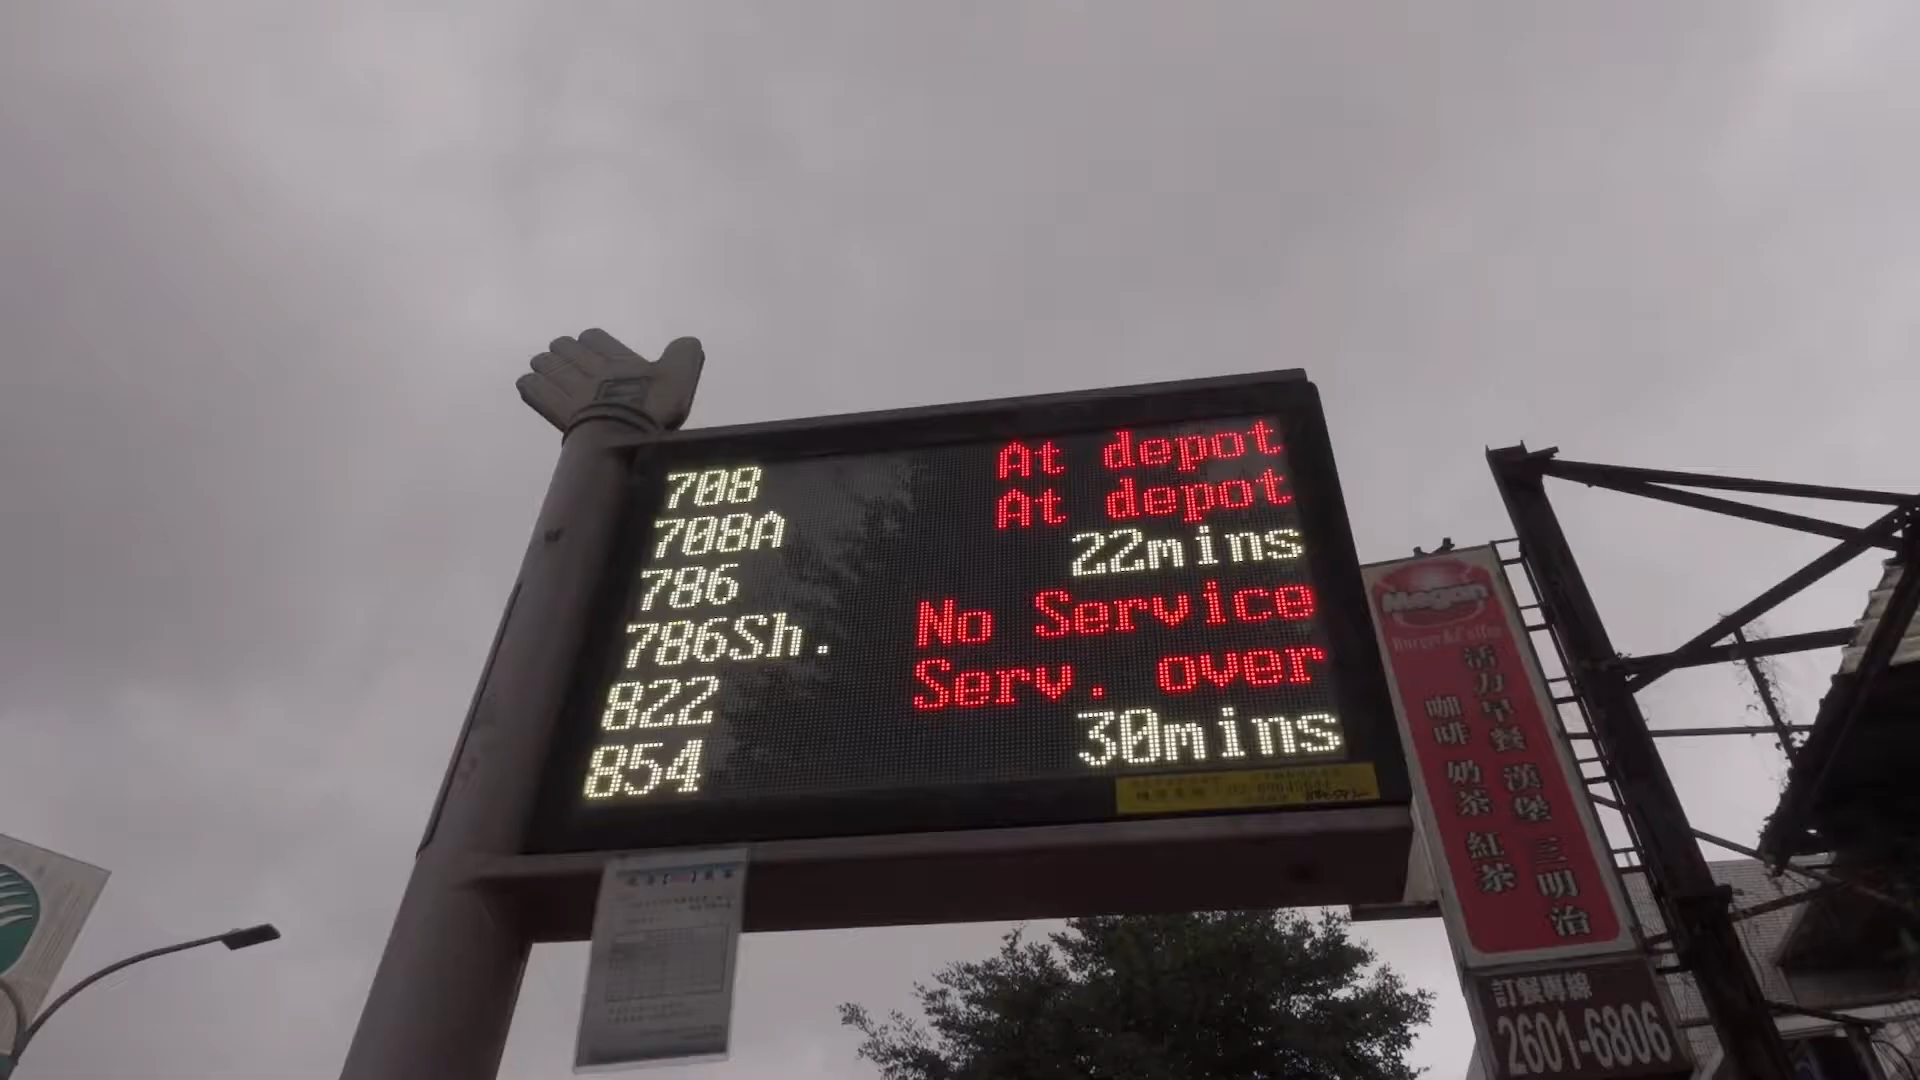 708 At depot
708A At depot
786 22mins
786Sh. No Service
822 Serv. over
854 30mins
Megan
Burger&Coffee
活力早餐 漢堡 三明治
咖啡 奶茶 紅茶
訂餐專線
2601-6806